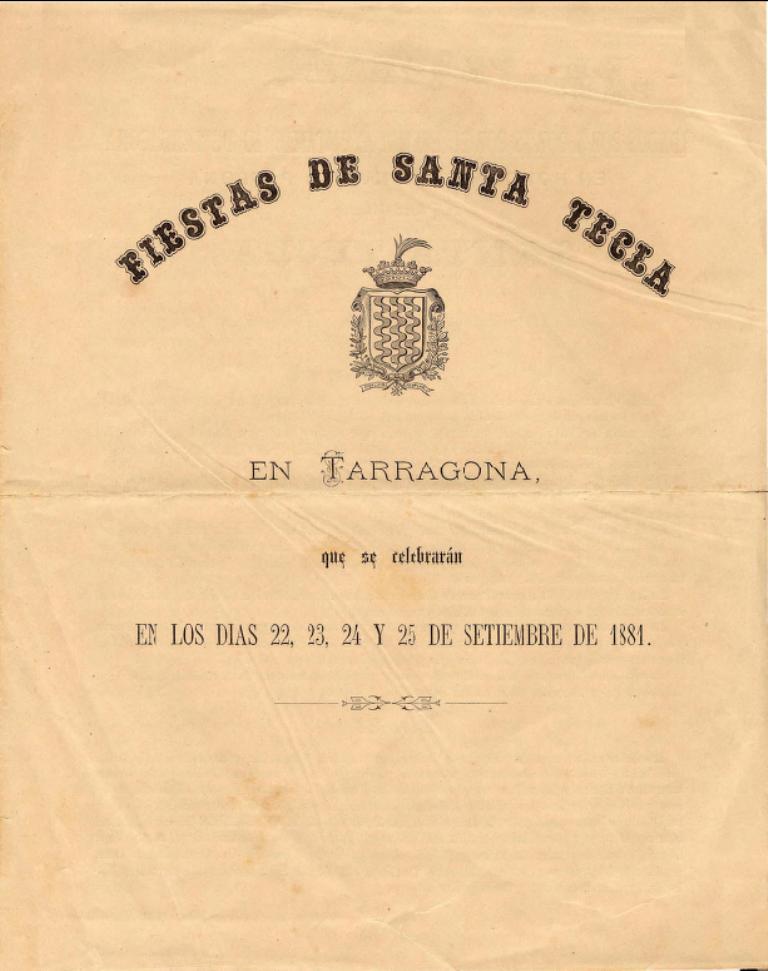 FIESTAS DE SANTA TECLA
EN TARRAGONA,
que se celebrarán
EN LOS DIAS 22, 23, 24 Y 25 DE SETIEMBRE DE 1881.